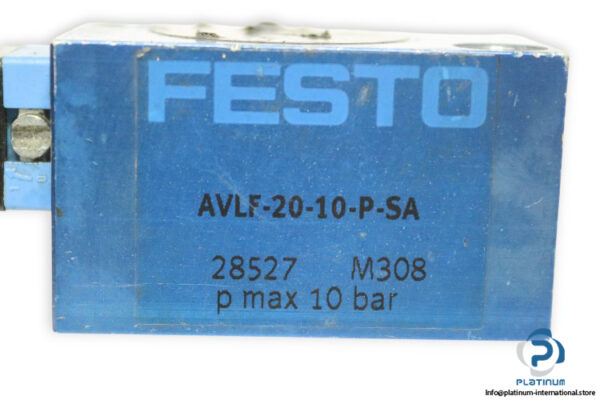 FESTO
AVLF-20-10-P-SA
28527 M308
p max 10 bar
PLATINUM
Info@platinum-international.store